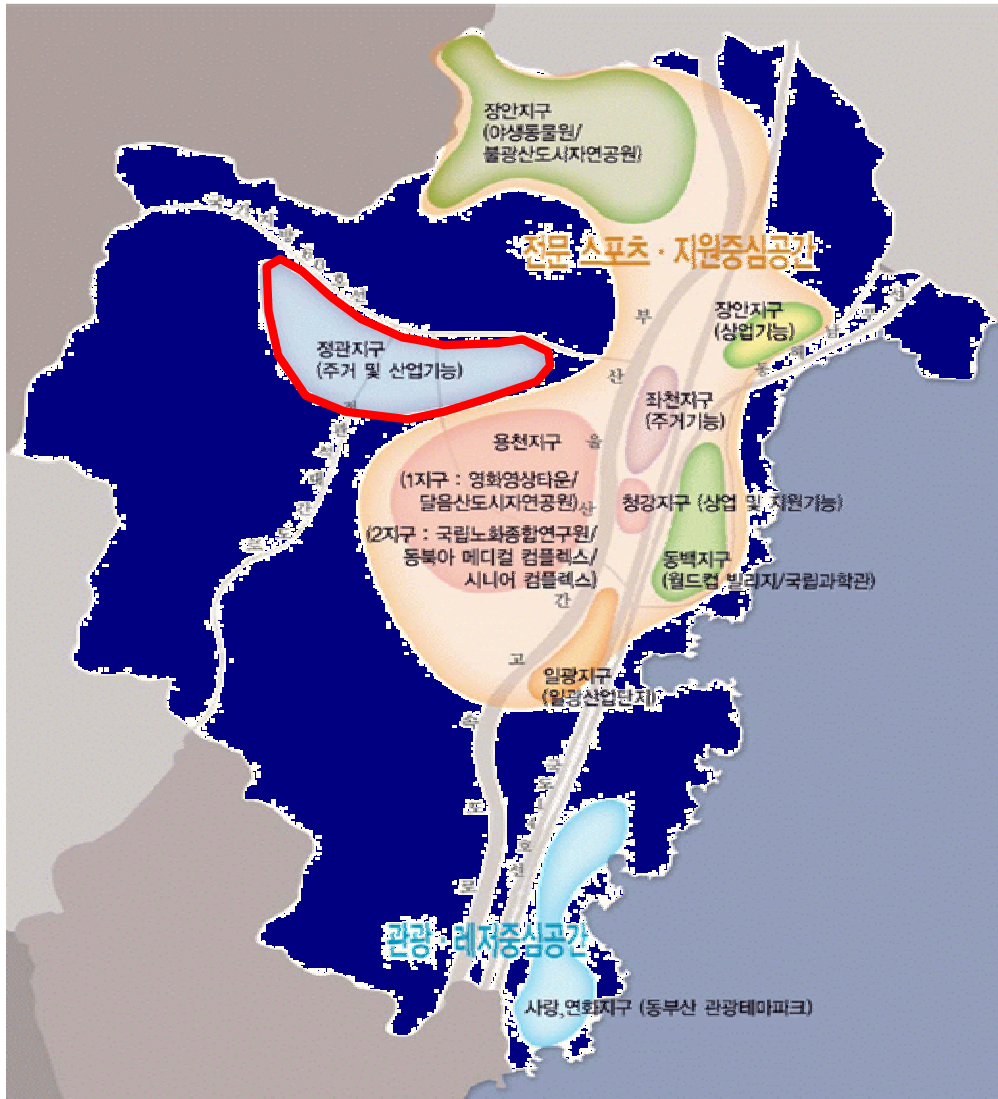 장안지구
(야생동물원/
불광산도시자연공원)
전문 스포츠 · 지원중심공간
장안지구
(상업기능)
정관지구
(주거 및 산업기능)
좌천지구
(주거기능)
용천지구
(1지구 : 영화영상타운/
달음산도시자연공원)
(2지구 : 국립노화종합연구원/
동북아 메디컬 컴플렉스/
시니어 컴플렉스)
청강지구 (상업 및 지원기능)
동백지구
(월드컵 빌리지/국립과학관)
일광지구
(일광산업단지)
부산울산간고속도로
관광 · 레저중심공간
사랑,연화지구 (동부산 관광테마파크)